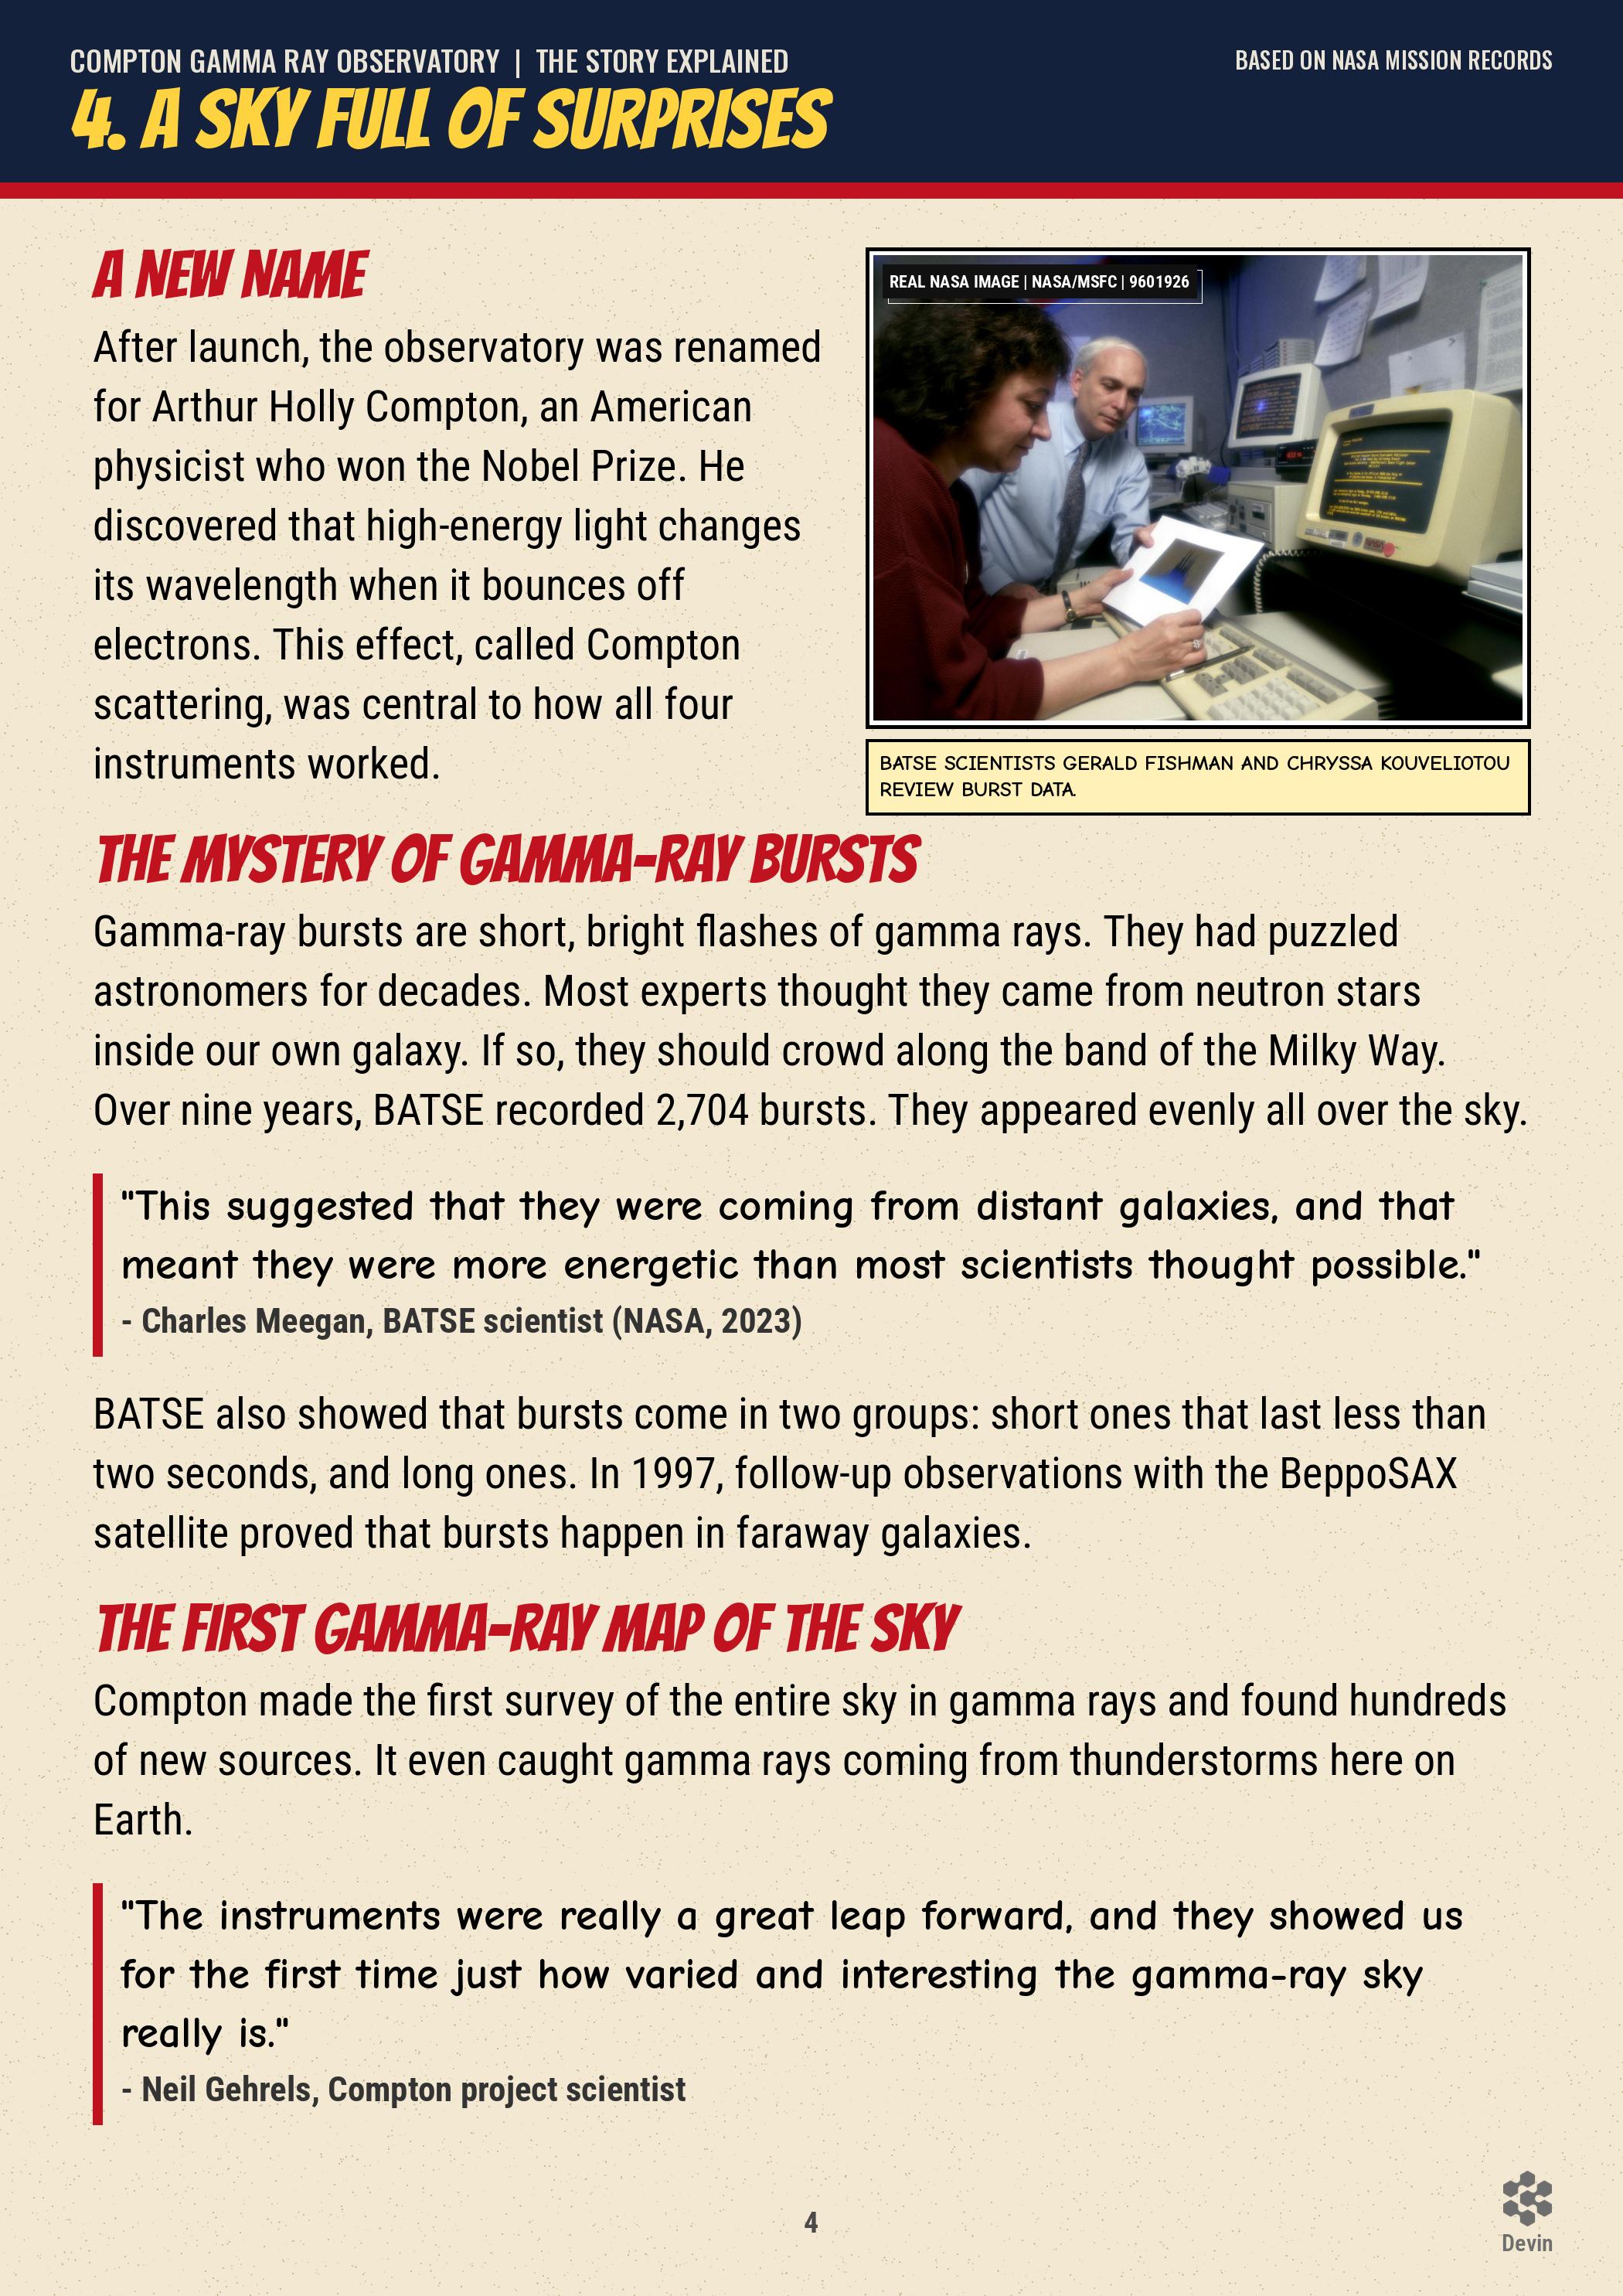 COMPTON GAMMA RAY OBSERVATORY | THE STORY EXPLAINED
BASED ON NASA MISSION RECORDS
4. A SKY FULL OF SURPRISES
A NEW NAME
After launch, the observatory was renamed
for Arthur Holly Compton, an American
physicist who won the Nobel Prize. He
discovered that high-energy light changes
its wavelength when it bounces off
electrons. This effect, called Compton
scattering, was central to how all four
instruments worked.
REAL NASA IMAGE | NASA/MSFC | 9601926
BATSE SCIENTISTS GERALD FISHMAN AND CHRYSSA KOUVELIOTOU
REVIEW BURST DATA.
THE MYSTERY OF GAMMA-RAY BURSTS
Gamma-ray bursts are short, bright flashes of gamma rays. They had puzzled
astronomers for decades. Most experts thought they came from neutron stars
inside our own galaxy. If so, they should crowd along the band of the Milky Way.
Over nine years, BATSE recorded 2,704 bursts. They appeared evenly all over the sky.
"This suggested that they were coming from distant galaxies, and that
meant they were more energetic than most scientists thought possible."
- Charles Meegan, BATSE scientist (NASA, 2023)
BATSE also showed that bursts come in two groups: short ones that last less than
two seconds, and long ones. In 1997, follow-up observations with the BeppoSAX
satellite proved that bursts happen in faraway galaxies.
THE FIRST GAMMA-RAY MAP OF THE SKY
Compton made the first survey of the entire sky in gamma rays and found hundreds
of new sources. It even caught gamma rays coming from thunderstorms here on
Earth.
"The instruments were really a great leap forward, and they showed us
for the first time just how varied and interesting the gamma-ray sky
really is."
- Neil Gehrels, Compton project scientist
4
Devin